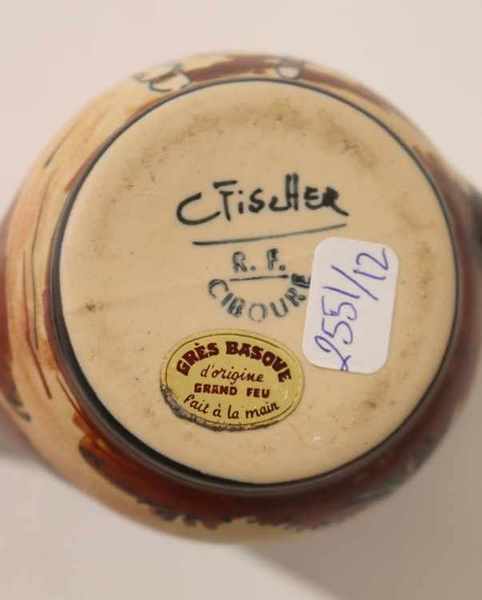 C Fischer
R. F.
CIBOURE
2551/12
GRÈS BASQUE
d'origine
GRAND FEU
fait à la main